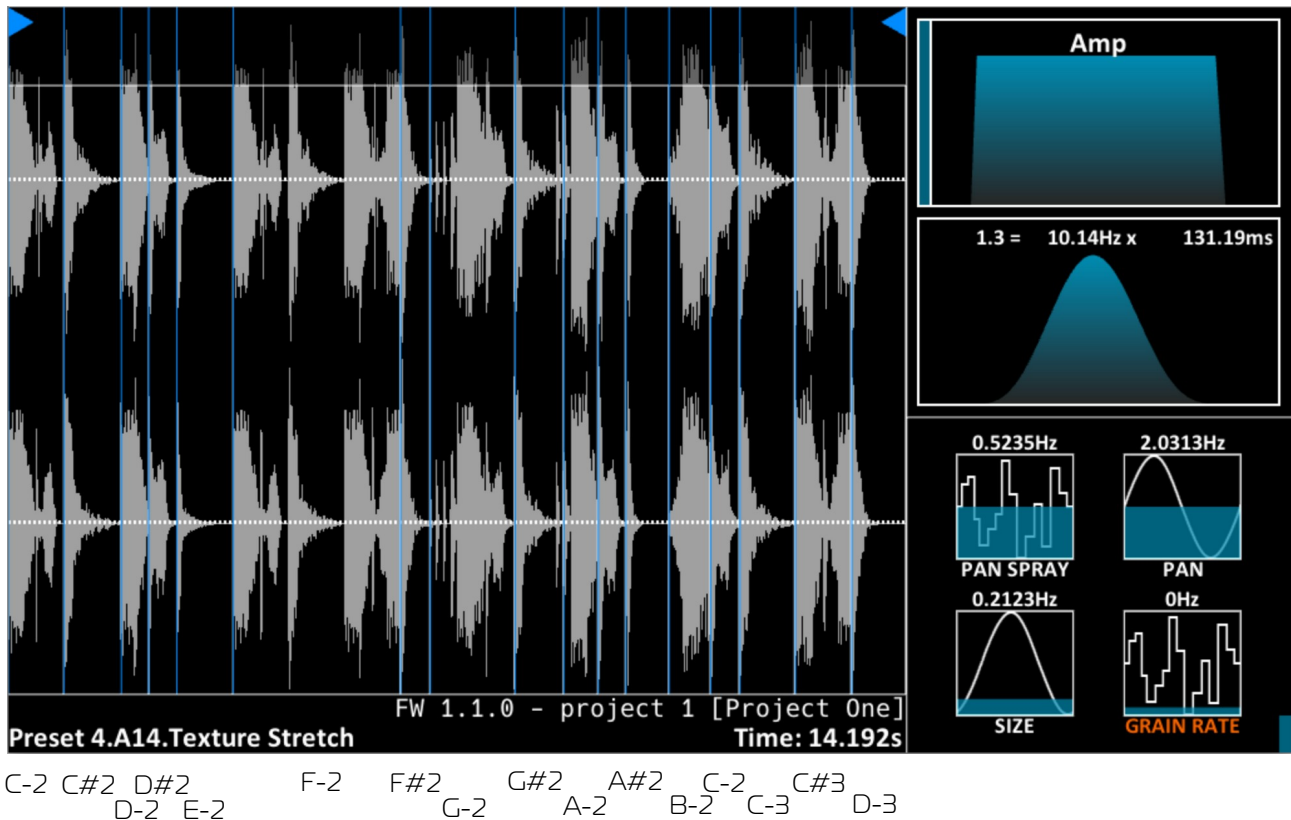 Amp
1.3 = 10.14Hz x 131.19ms
0.5235Hz 2.0313Hz
PAN SPRAY PAN
0.2123Hz 0Hz
SIZE GRAIN RATE
FW 1.1.0 - project 1 [Project One]
Preset 4.A14.Texture Stretch Time: 14.192s
C-2 C#2 D#2 F-2 F#2 G#2 A#2 C-2 C#3
D-2 E-2 G-2 A-2 B-2 C-3 D-3